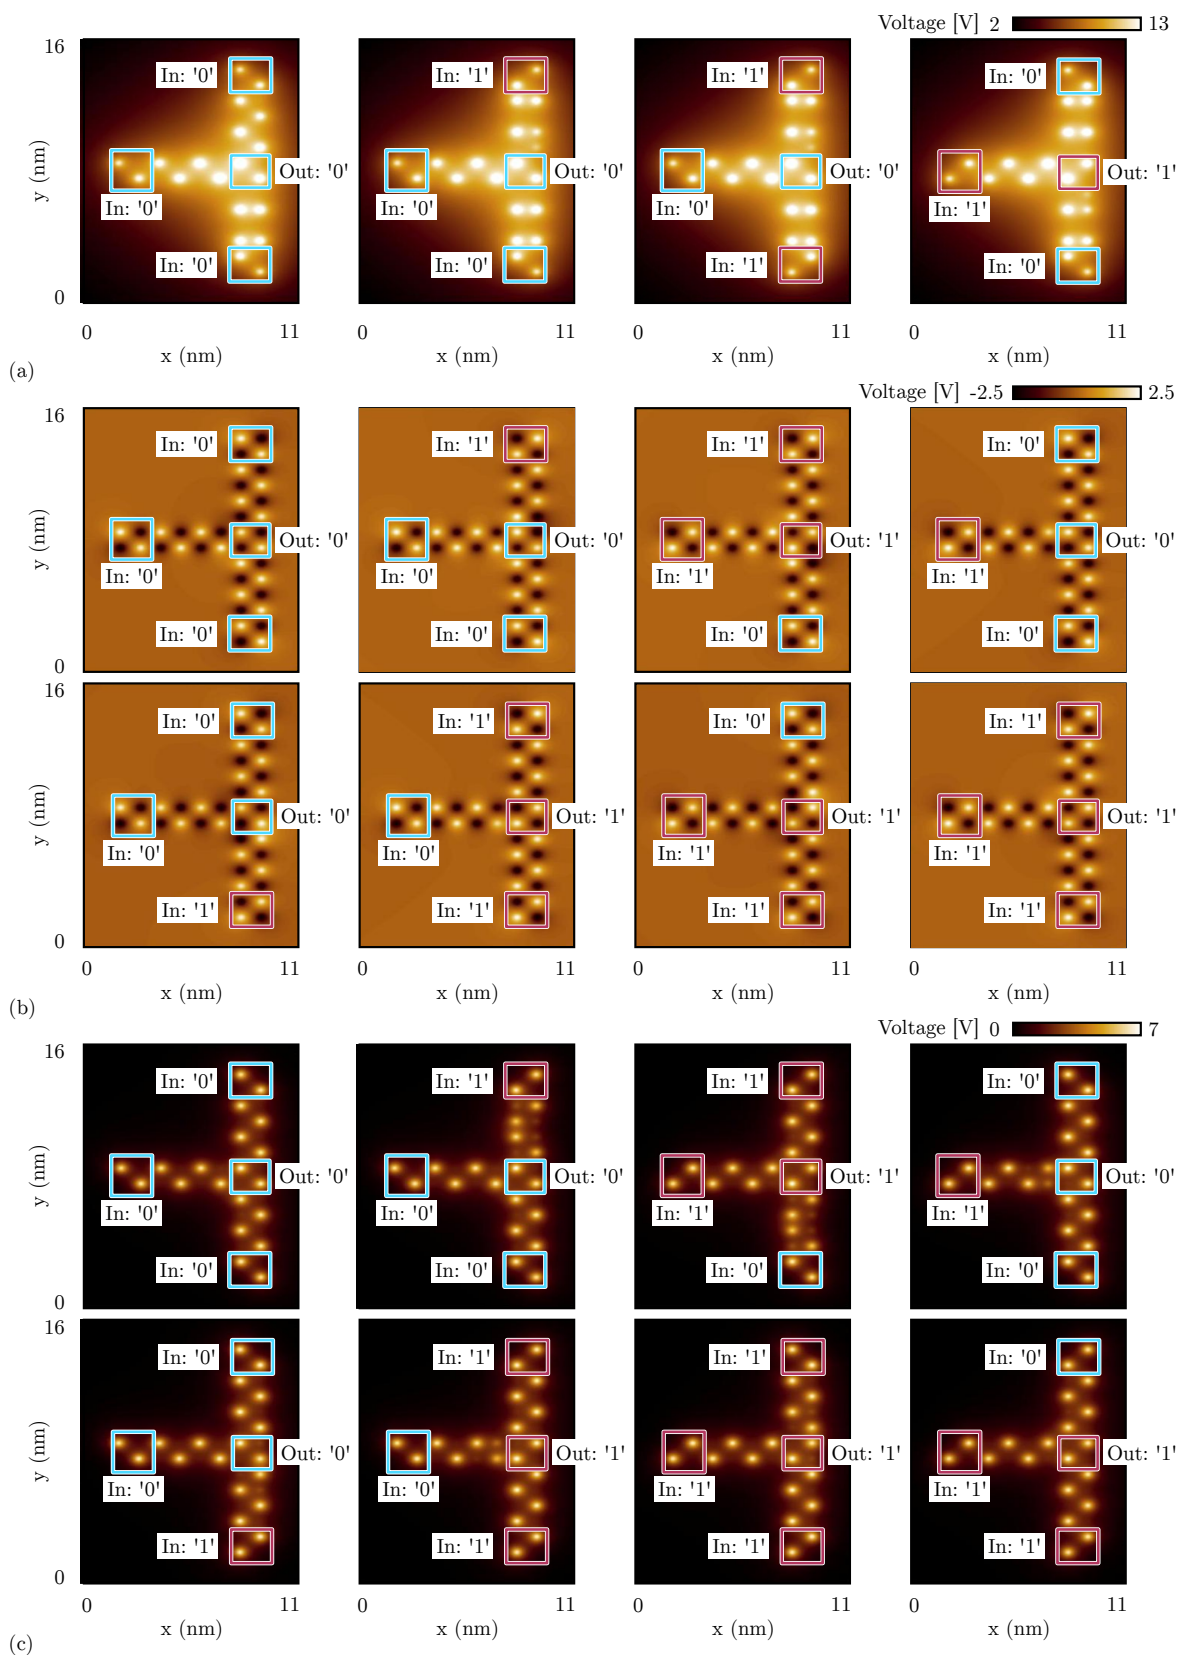 Voltage [V] 2 13
16
In: '0' In: '1' In: '1' In: '0'
y (nm)
Out: '0' Out: '0' Out: '0' Out: '1'
In: '0' In: '0' In: '0' In: '1'
In: '0' In: '0' In: '1' In: '0'
0
0 11 0 11 0 11 0 11
x (nm) x (nm) x (nm) x (nm)
(a)
Voltage [V] -2.5 2.5
16
In: '0' In: '1' In: '1' In: '0'
y (nm)
Out: '0' Out: '0' Out: '1' Out: '0'
In: '0' In: '0' In: '1' In: '1'
In: '0' In: '0' In: '0' In: '0'
0
16
In: '0' In: '1' In: '0' In: '1'
y (nm)
Out: '0' Out: '1' Out: '1' Out: '1'
In: '0' In: '0' In: '1' In: '1'
In: '1' In: '1' In: '1' In: '1'
0
0 11 0 11 0 11 0 11
x (nm) x (nm) x (nm) x (nm)
(b)
Voltage [V] 0 7
16
In: '0' In: '1' In: '1' In: '0'
y (nm)
Out: '0' Out: '0' Out: '1' Out: '0'
In: '0' In: '0' In: '1' In: '1'
In: '0' In: '0' In: '0' In: '0'
0
16
In: '0' In: '1' In: '1' In: '0'
y (nm)
Out: '0' Out: '1' Out: '1' Out: '1'
In: '0' In: '0' In: '1' In: '1'
In: '1' In: '1' In: '1' In: '1'
0
0 11 0 11 0 11 0 11
x (nm) x (nm) x (nm) x (nm)
(c)